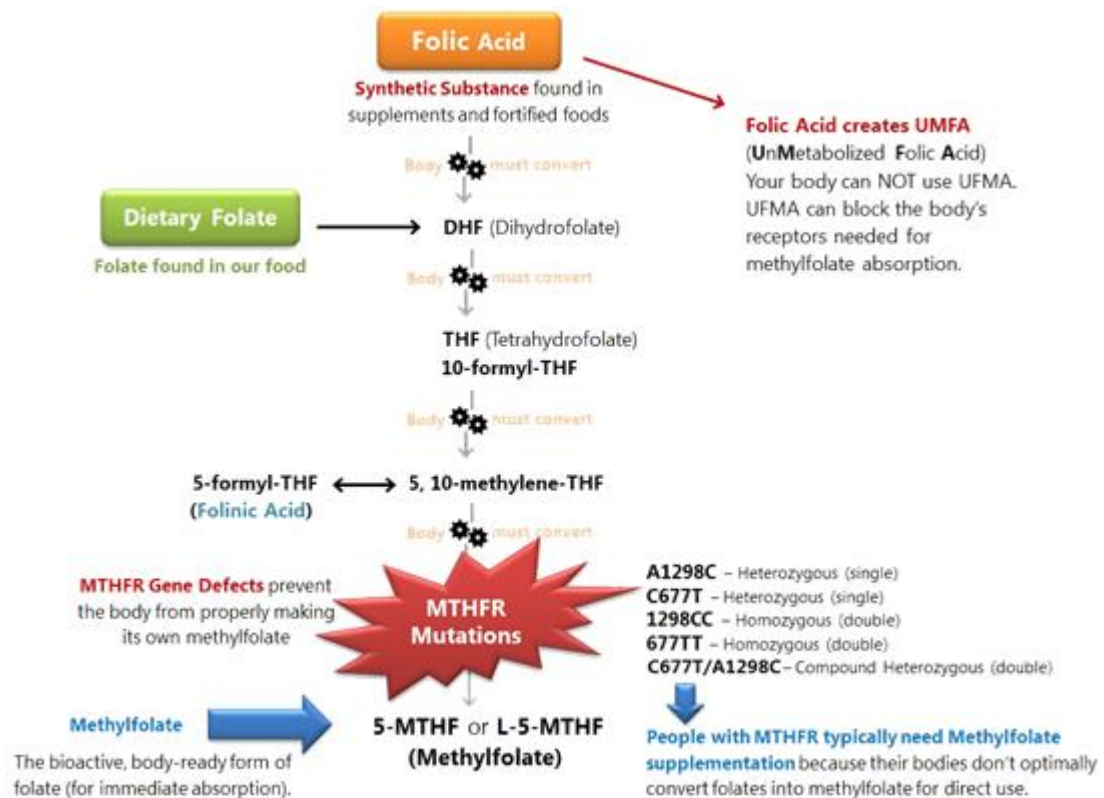 Folic Acid
Synthetic Substance found in
supplements and fortified foods
Folic Acid creates UMFA
(UnMetabolized Folic Acid)
Your body can NOT use UFMA.
UFMA can block the body's
receptors needed for
methylfolate absorption.
Body must convert
Dietary Folate
Folate found in our food
DHF (Dihydrofolate)
Body must convert
THF (Tetrahydrofolate)
10-formyl-THF
Body must convert
5-formyl-THF
(Folinic Acid)
5, 10-methylene-THF
Body must convert
MTHFR Gene Defects prevent
the body from properly making
its own methylfolate
MTHFR
Mutations
A1298C – Heterozygous (single)
C677T – Heterozygous (single)
1298CC – Homozygous (double)
677TT – Homozygous (double)
C677T/A1298C – Compound Heterozygous (double)
Methylfolate
The bioactive, body-ready form of
folate (for immediate absorption).
5-MTHF or L-5-MTHF
(Methylfolate)
People with MTHFR typically need Methylfolate
supplementation because their bodies don't optimally
convert folates into methylfolate for direct use.